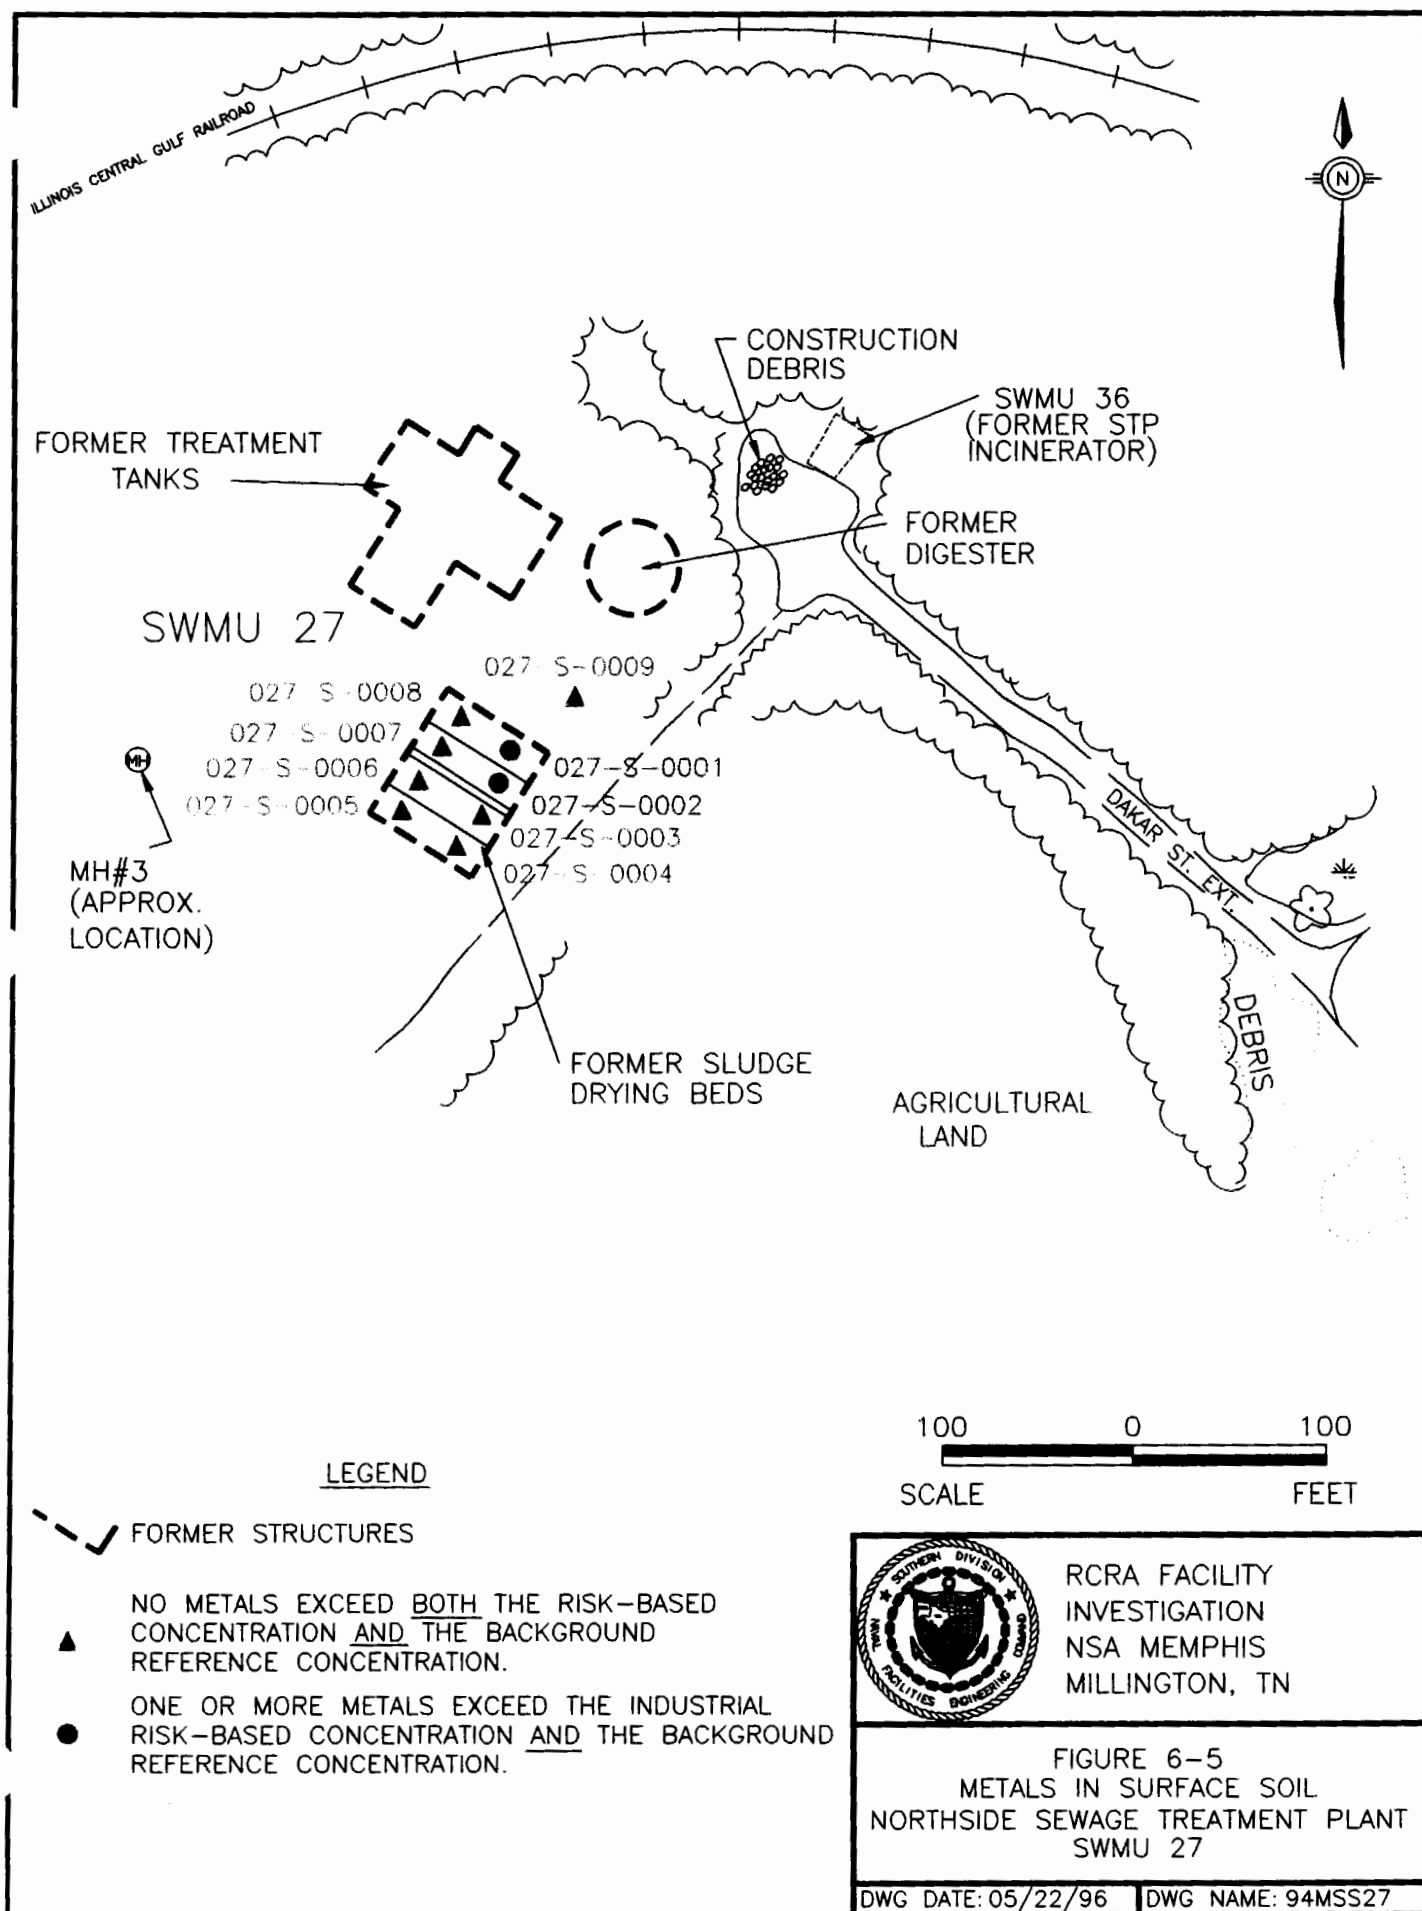 ILLINOIS CENTRAL GULF RAILROAD
N
CONSTRUCTION
DEBRIS
SWMU 36
(FORMER STP
INCINERATOR)
FORMER TREATMENT
TANKS
FORMER
DIGESTER
SWMU 27
027-S-0009
027-S-0008
027-S-0007
027-S-0006
027-S-0005
027-S-0001
027-S-0002
027-S-0003
027-S-0004
MH
MH#3
(APPROX.
LOCATION)
DAKAR ST. EXT.
DEBRIS
FORMER SLUDGE
DRYING BEDS
AGRICULTURAL
LAND
100 0 100
SCALE FEET
LEGEND
FORMER STRUCTURES
NO METALS EXCEED BOTH THE RISK-BASED
CONCENTRATION AND THE BACKGROUND
REFERENCE CONCENTRATION.
ONE OR MORE METALS EXCEED THE INDUSTRIAL
RISK-BASED CONCENTRATION AND THE BACKGROUND
REFERENCE CONCENTRATION.
SOUTHERN DIVISION
NAVAL FACILITIES ENGINEERING COMMAND
RCRA FACILITY
INVESTIGATION
NSA MEMPHIS
MILLINGTON, TN
FIGURE 6-5
METALS IN SURFACE SOIL
NORTHSIDE SEWAGE TREATMENT PLANT
SWMU 27
DWG DATE: 05/22/96 DWG NAME: 94MSS27